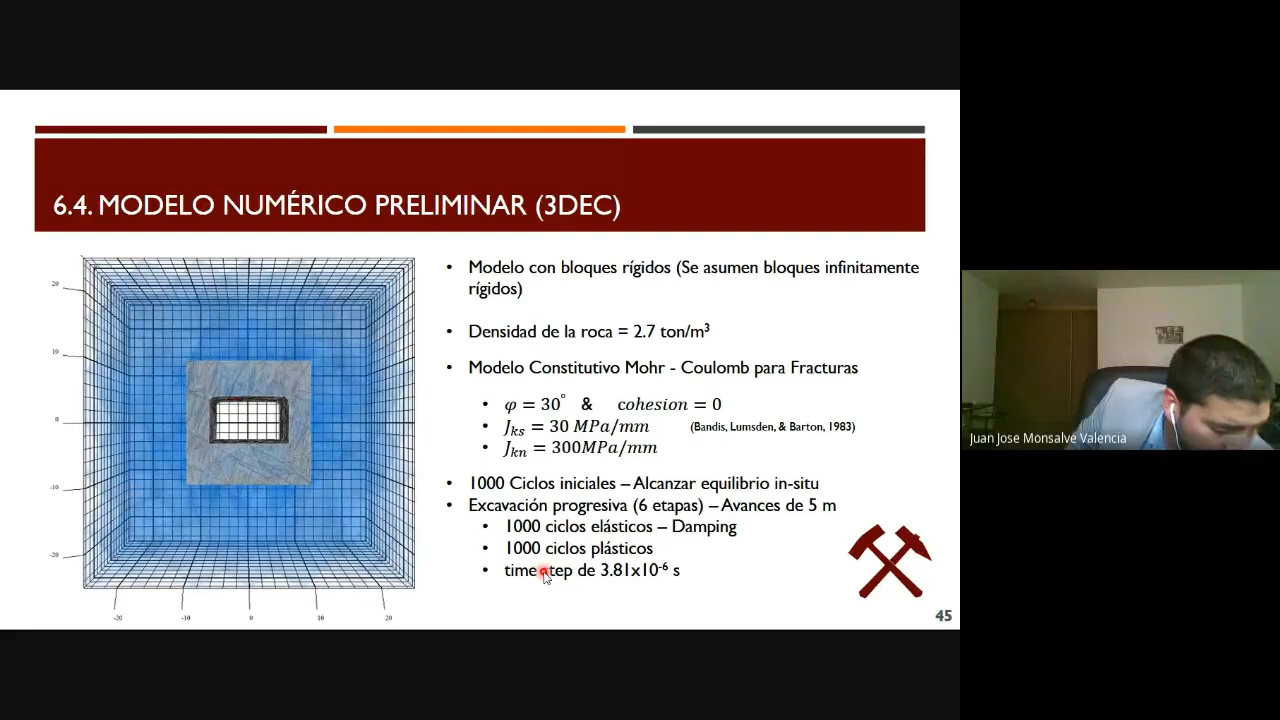 6.4. MODELO NUMÉRICO PRELIMINAR (3DEC)
20
10
0
-10
-20
-20
-10
0
10
20
• Modelo con bloques rígidos (Se asumen bloques infinitamente
rígidos)
• Densidad de la roca = 2.7 ton/m³
• Modelo Constitutivo Mohr - Coulomb para Fracturas
• φ = 30° & cohesion = 0
• Jₖₛ = 30 MPa/mm (Bandis, Lumsden, & Barton, 1983)
• Jₖₙ = 300MPa/mm
• 1000 Ciclos iniciales – Alcanzar equilibrio in-situ
• Excavación progresiva (6 etapas) – Avances de 5 m
• 1000 ciclos elásticos – Damping
• 1000 ciclos plásticos
• time step de 3.81x10⁻⁶ s
45
Juan Jose Monsalve Valencia